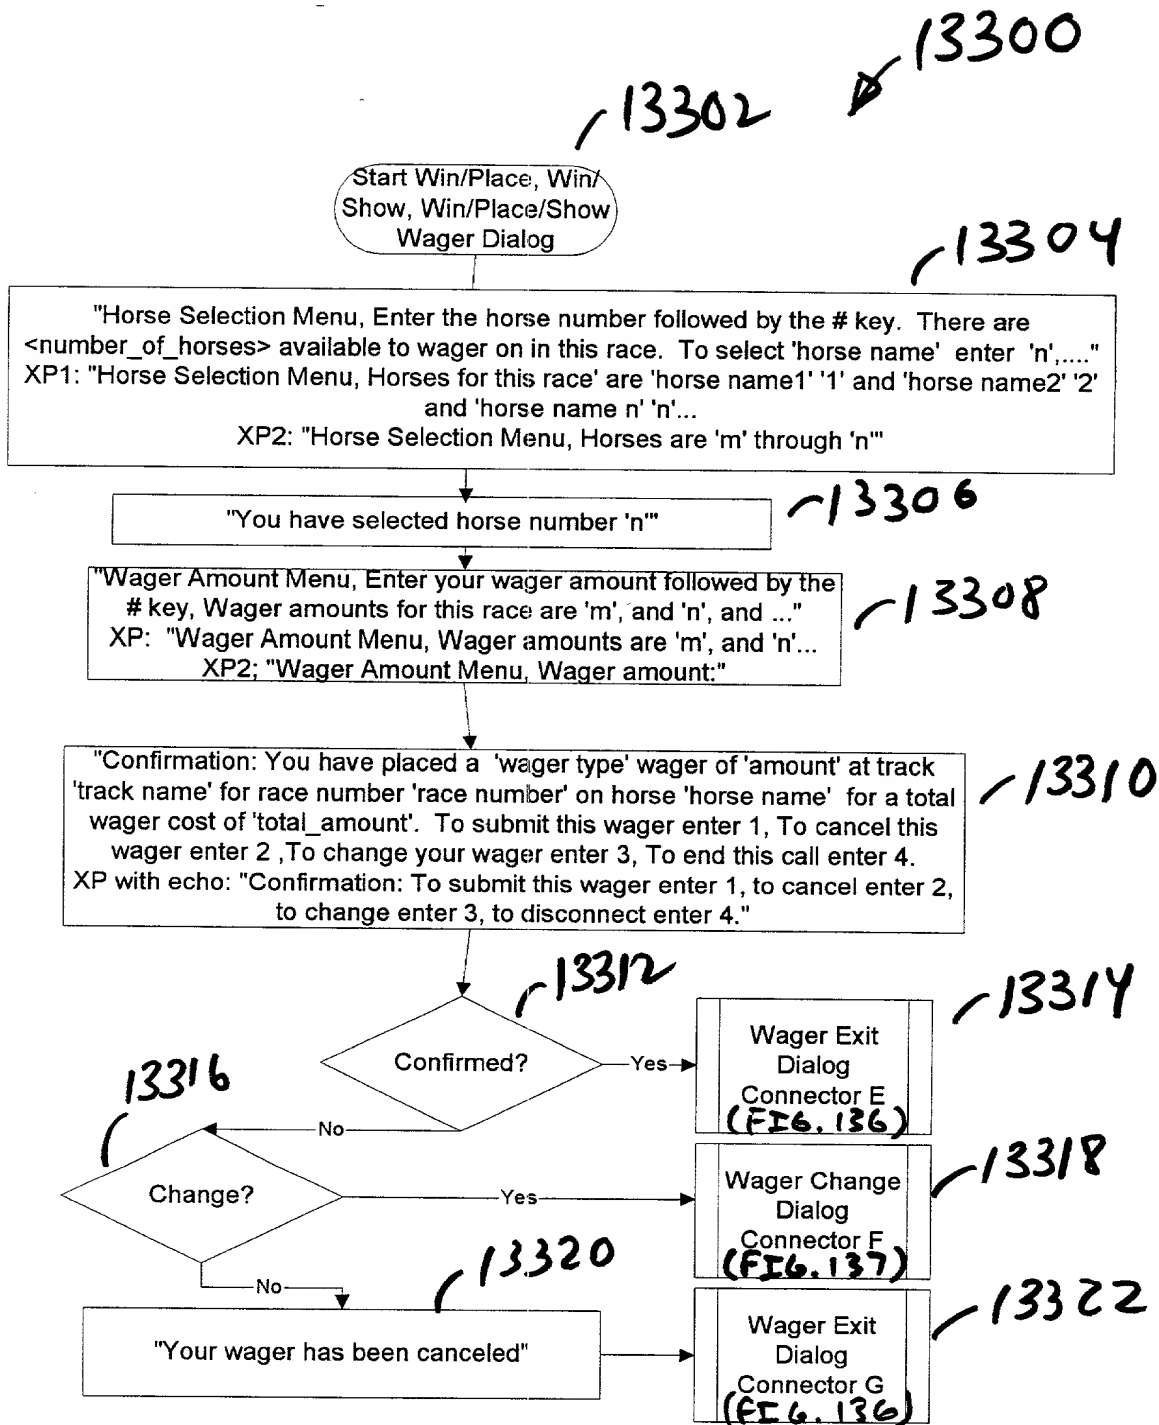 13300
13302
Start Win/Place, Win/
Show, Win/Place/Show
Wager Dialog
13304
"Horse Selection Menu, Enter the horse number followed by the # key. There are
<number_of_horses> available to wager on in this race. To select 'horse name' enter 'n',...."
XP1: "Horse Selection Menu, Horses for this race' are 'horse name1' '1' and 'horse name2' '2'
and 'horse name n' 'n'...
XP2: "Horse Selection Menu, Horses are 'm' through 'n'"
13306
"You have selected horse number 'n'"
"Wager Amount Menu, Enter your wager amount followed by the
# key, Wager amounts for this race are 'm', and 'n', and ..."
XP: "Wager Amount Menu, Wager amounts are 'm', and 'n'...
XP2; "Wager Amount Menu, Wager amount:"
13308
"Confirmation: You have placed a 'wager type' wager of 'amount' at track
'track name' for race number 'race number' on horse 'horse name' for a total
wager cost of 'total_amount'. To submit this wager enter 1, To cancel this
wager enter 2 ,To change your wager enter 3, To end this call enter 4.
XP with echo: "Confirmation: To submit this wager enter 1, to cancel enter 2,
to change enter 3, to disconnect enter 4."
13310
13312
Confirmed?
Yes
Wager Exit
Dialog
Connector E
(FIG. 136)
13314
No
13316
Change?
Yes
Wager Change
Dialog
Connector F
(FIG. 137)
13318
No
13320
"Your wager has been canceled"
Wager Exit
Dialog
Connector G
(FIG. 136)
13322